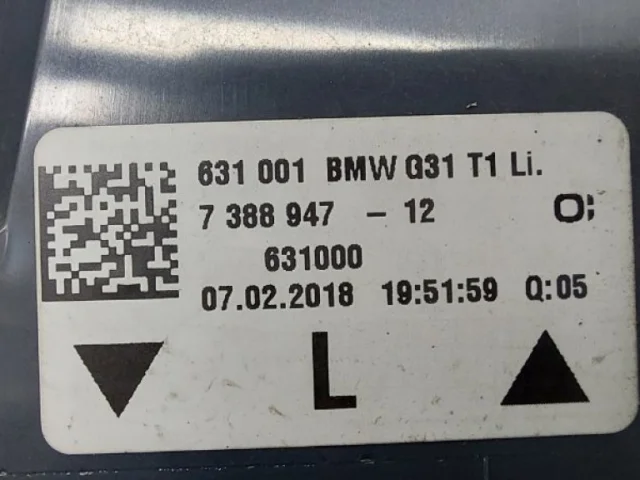 631 001 BMW G31 T1 Li.
7 388 947 - 12 O;
631000
07.02.2018 19:51:59 Q:05
L